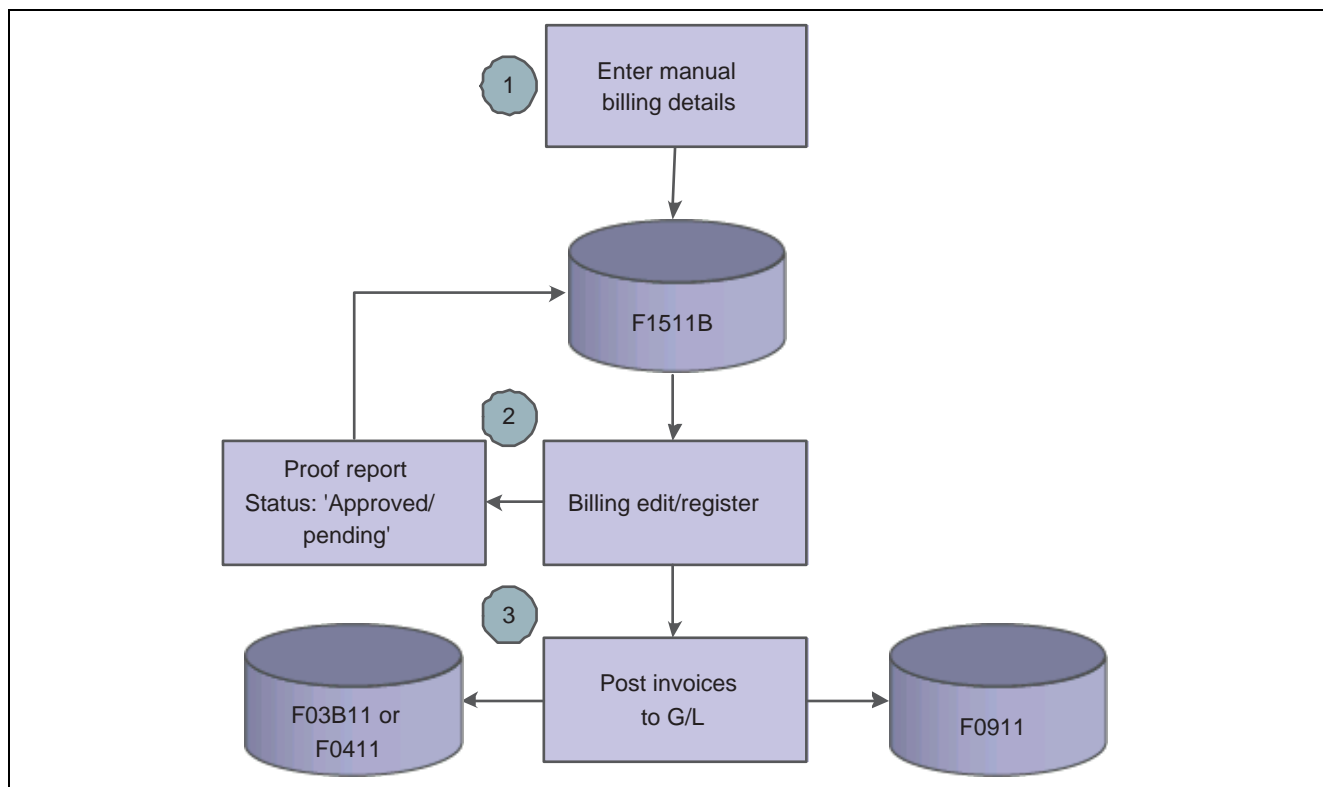 1
Enter manual
billing details
F1511B
2
Proof report
Status: 'Approved/
pending'
Billing edit/register
3
F03B11 or
F0411
Post invoices
to G/L
F0911